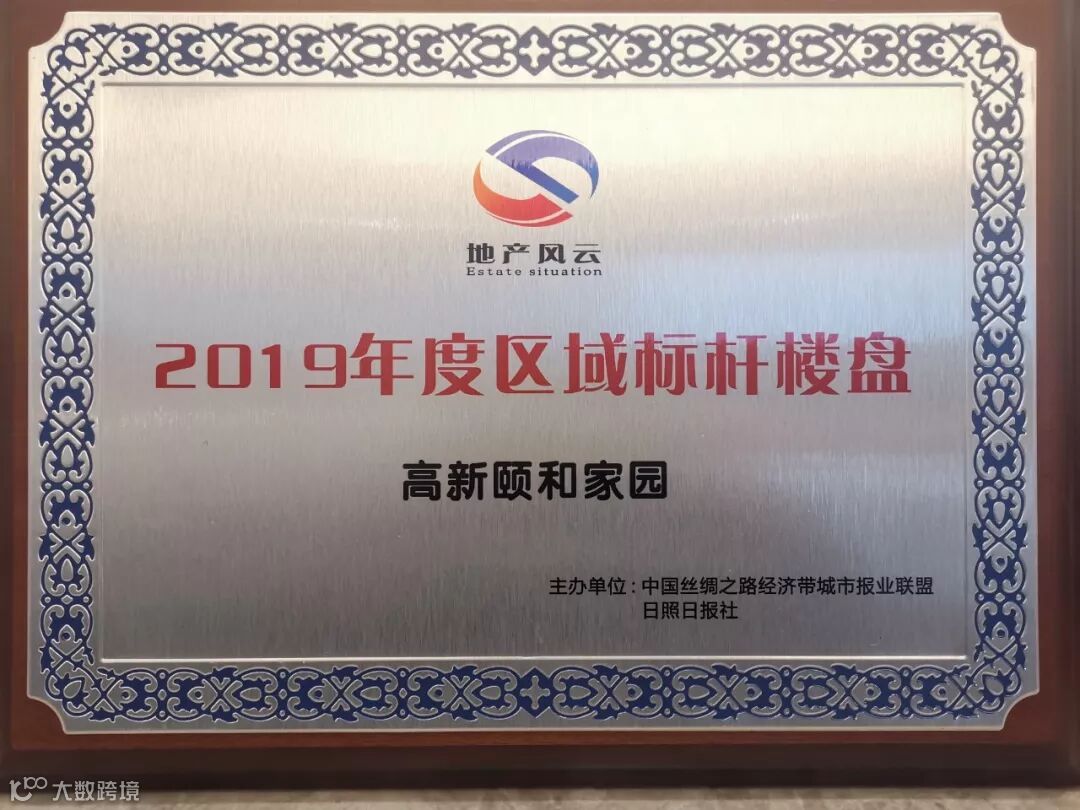 地产风云
Estate situation
2019年度区域标杆楼盘
高新颐和家园
主办单位：中国丝绸之路经济带城市报业联盟
日照日报社
大数跨境